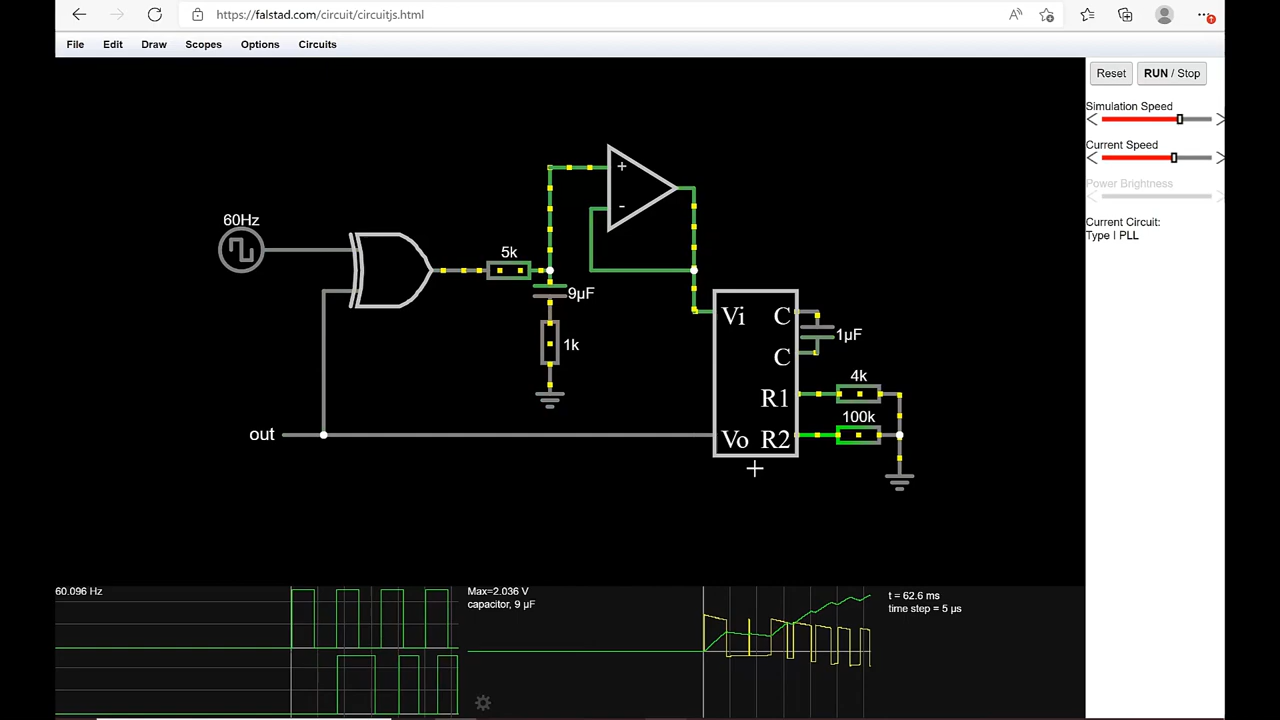 https://falstad.com/circuit/circuitjs.html
File Edit Draw Scopes Options Circuits
Reset RUN / Stop
Simulation Speed
Current Speed
Power Brightness
Current Circuit:
Type I PLL
60Hz
5k
9µF
1k
+
-
Vi C
1µF
C
4k
R1
100k
out
Vo R2
60.096 Hz
Max=2.036 V
capacitor, 9 µF
t = 62.6 ms
time step = 5 µs